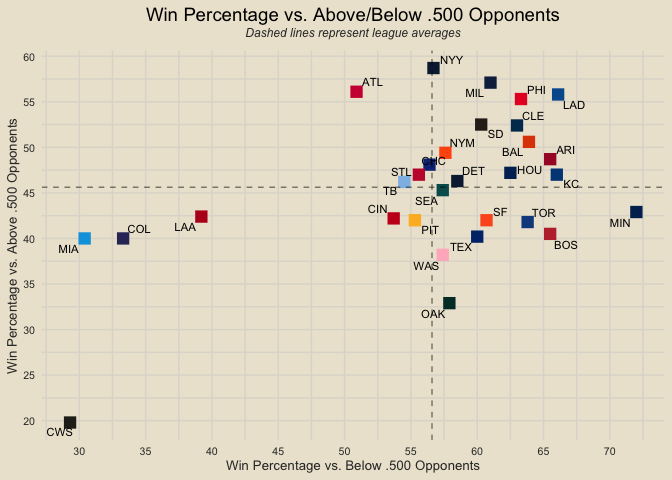 Win Percentage vs. Above/Below .500 Opponents
Dashed lines represent league averages
Win Percentage vs. Above .500 Opponents
60
55
50
45
40
35
30
25
20
NYY
ATL
MIL
PHI
LAD
CLE
SD
NYM
BAL
ARI
CHC
STL
DET
HOU
KC
TB
SEA
CIN
PIT
SF
TOR
MIN
LAA
COL
MIA
TEX
BOS
WAS
OAK
CWS
30
35
40
45
50
55
60
65
70
Win Percentage vs. Below .500 Opponents